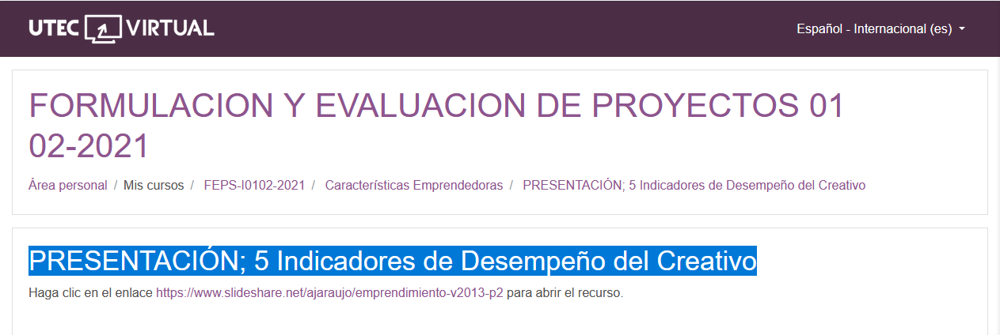 UTEC VIRTUAL
Español - Internacional (es)
FORMULACION Y EVALUACION DE PROYECTOS 01
02-2021
Área personal / Mis cursos / FEPS-I0102-2021 / Características Emprendedoras / PRESENTACIÓN; 5 Indicadores de Desempeño del Creativo
PRESENTACIÓN; 5 Indicadores de Desempeño del Creativo
Haga clic en el enlace https://www.slideshare.net/ajaraujo/emprendimiento-v2013-p2 para abrir el recurso.